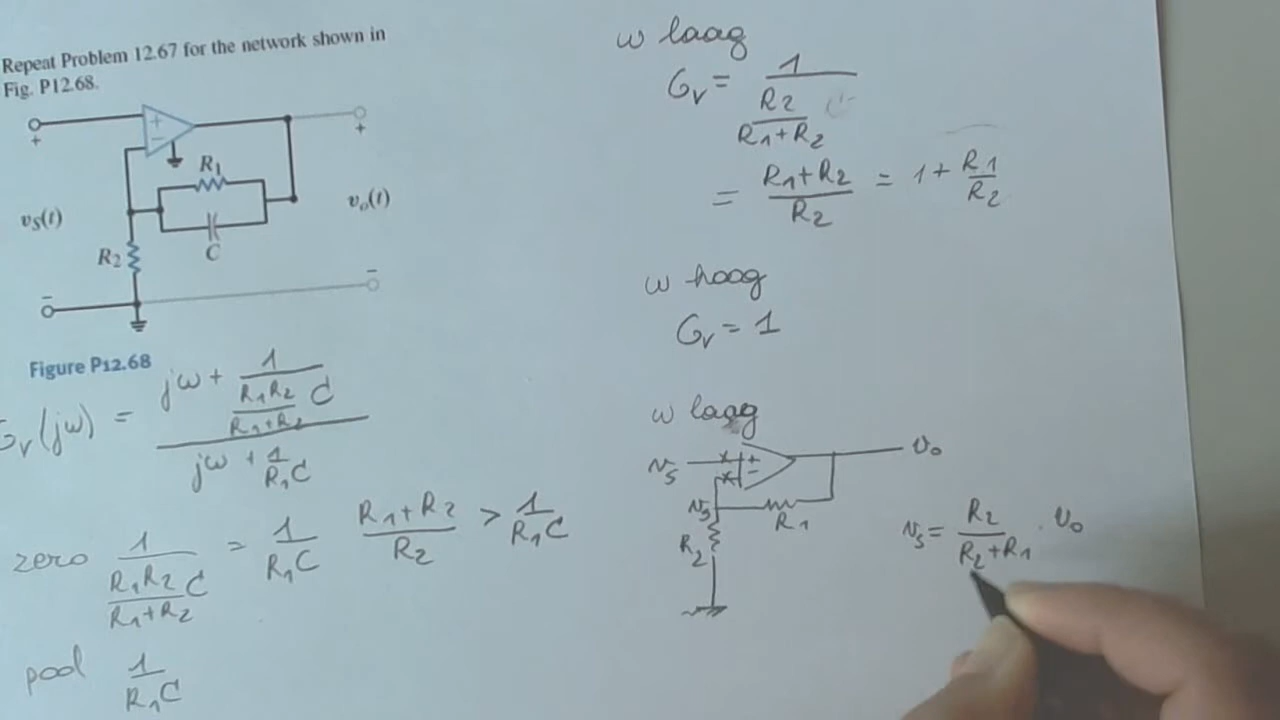 Repeat Problem 12.67 for the network shown in
Fig. P12.68.
+
+
−
+
R₁
vS(t)
vo(t)
C
R₂
−
−
Figure P12.68
Gv(jω) = (jω + 1/((R₁R₂/(R₁+R₂)) C)) / (jω + 1/(R₁C))
zero 1/((R₁R₂/(R₁+R₂)) C) = 1/(R₁C) (R₁+R₂)/R₂ > 1/(R₁C)
pool 1/(R₁C)
ω laag
Gv = 1/(R₂/(R₁+R₂))
= (R₁+R₂)/R₂ = 1 + R₁/R₂
ω hoog
Gv = 1
ω laag
vs
+
−
vo
vs
R₁
R₂
vs = R₂/(R₂+R₁) · vo